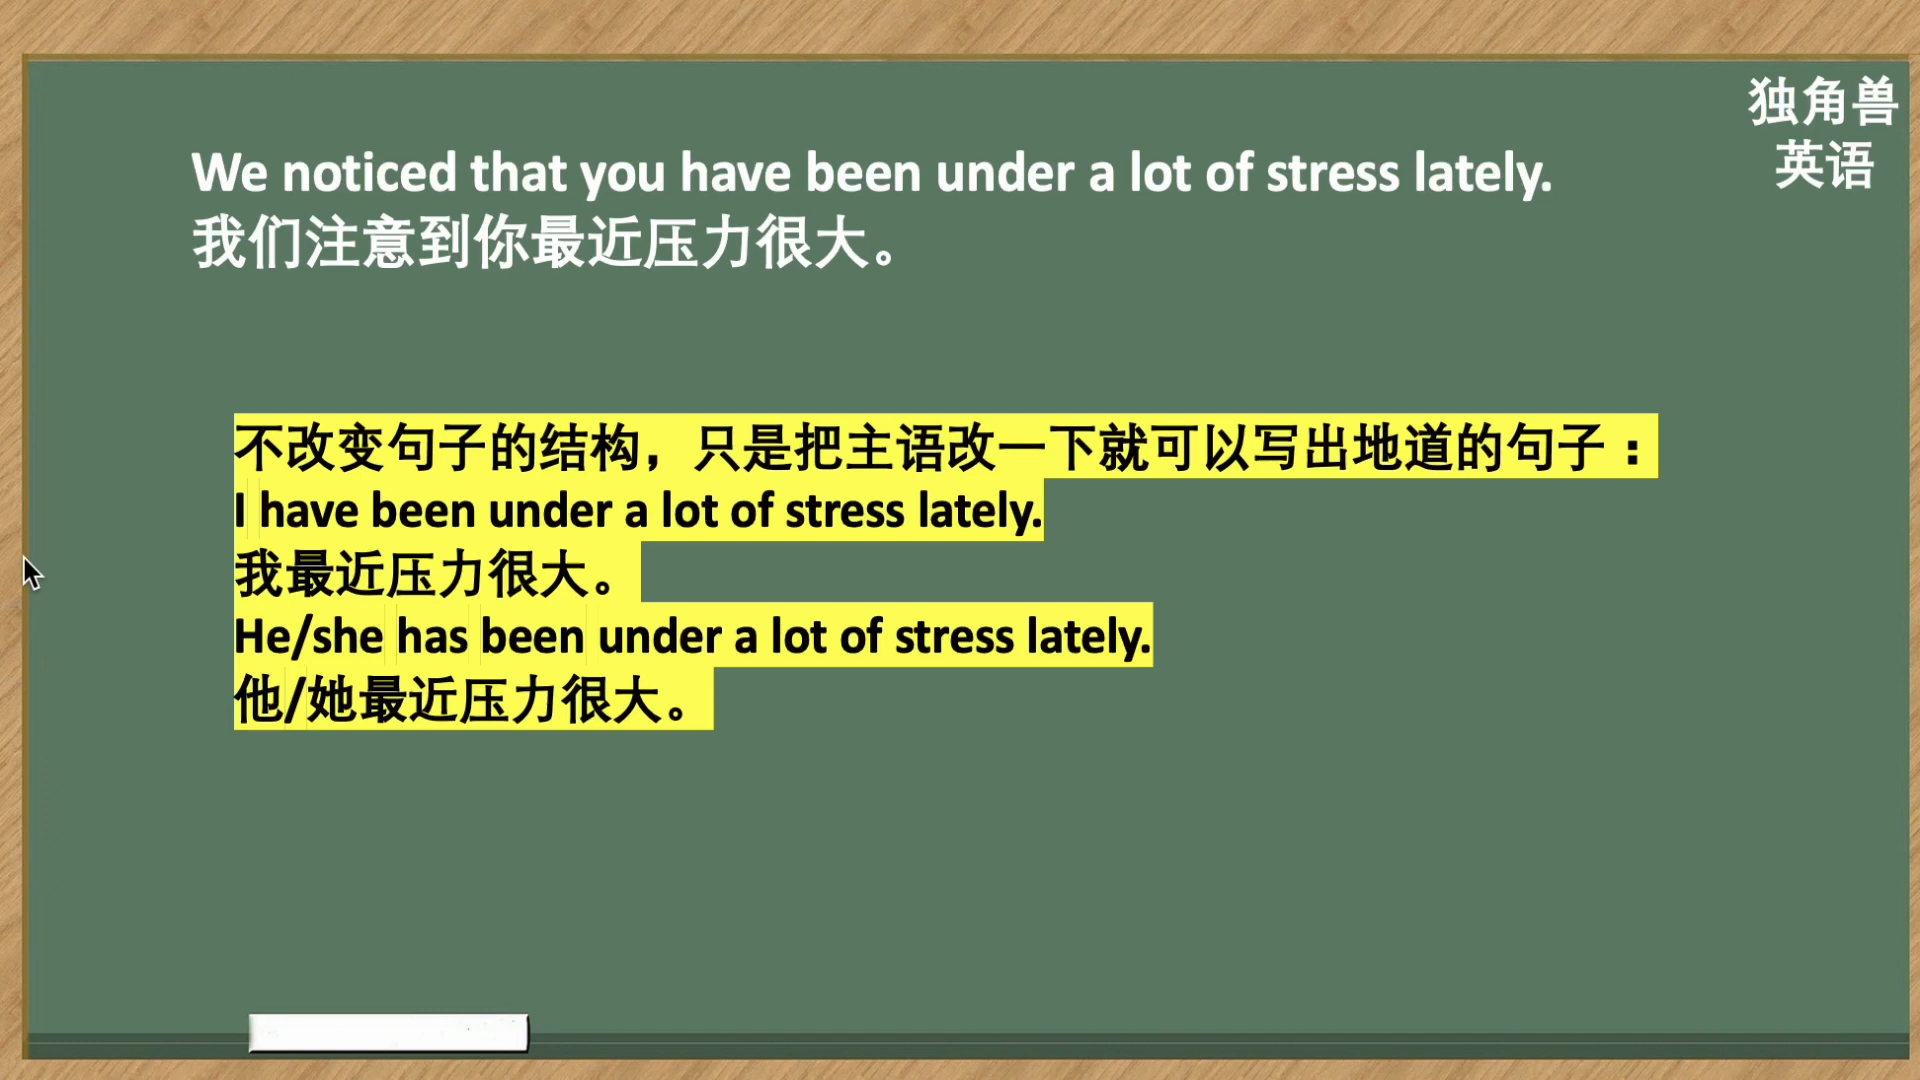 独角兽
英语
We noticed that you have been under a lot of stress lately.
我们注意到你最近压力很大。
不改变句子的结构，只是把主语改一下就可以写出地道的句子：
I have been under a lot of stress lately.
我最近压力很大。
He/she has been under a lot of stress lately.
他/她最近压力很大。